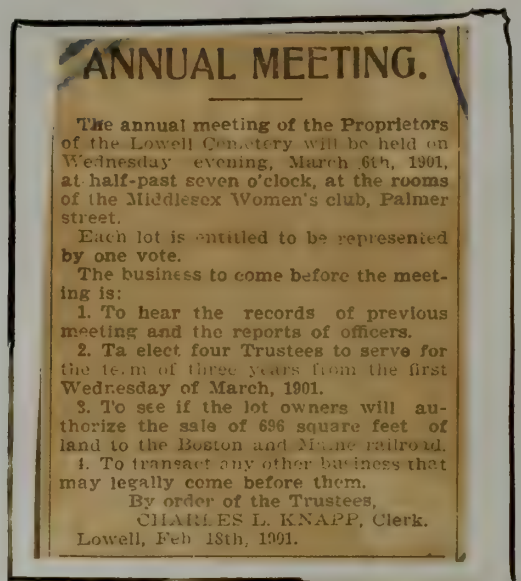 ANNUAL MEETING.
The annual meeting of the Proprietors
of the Lowell Cemetery will be held on
Wednesday evening, March 6th, 1901,
at half-past seven o'clock, at the rooms
of the Middlesex Women's club, Palmer
street.
Each lot is entitled to be represented
by one vote.
The business to come before the meet-
ing is:
1. To hear the records of previous
meeting and the reports of officers.
2. Ta elect four Trustees to serve for
the term of three years from the first
Wednesday of March, 1901.
3. To see if the lot owners will au-
thorize the sale of 696 square feet of
land to the Boston and Maine railroad.
4. To transact any other business that
may legally come before them.
By order of the Trustees,
CHARLES L. KNAPP, Clerk.
Lowell, Feb 18th, 1901.